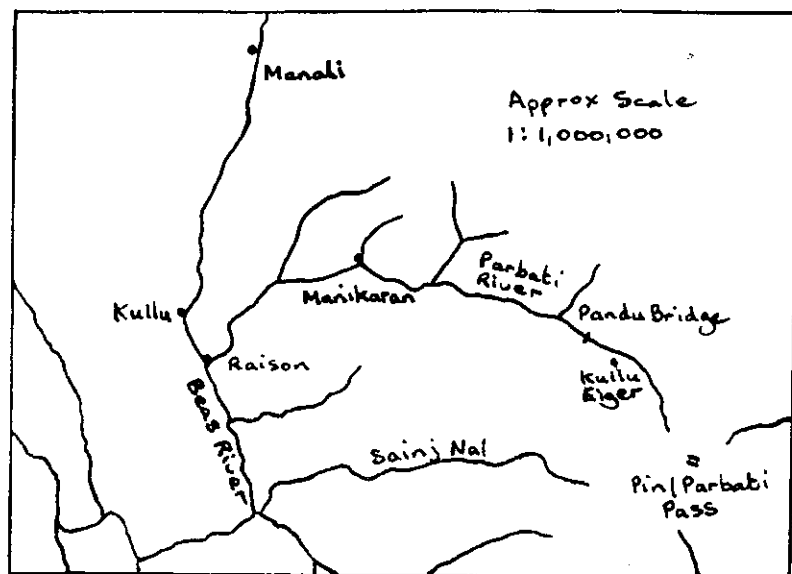 Manali
Approx Scale
1:1,000,000
Parbati
River
Manikaran
Kullu
Pandu Bridge
Raison
Kullu
Eiger
Beas River
Sainj Nal
Pin/Parbati
Pass